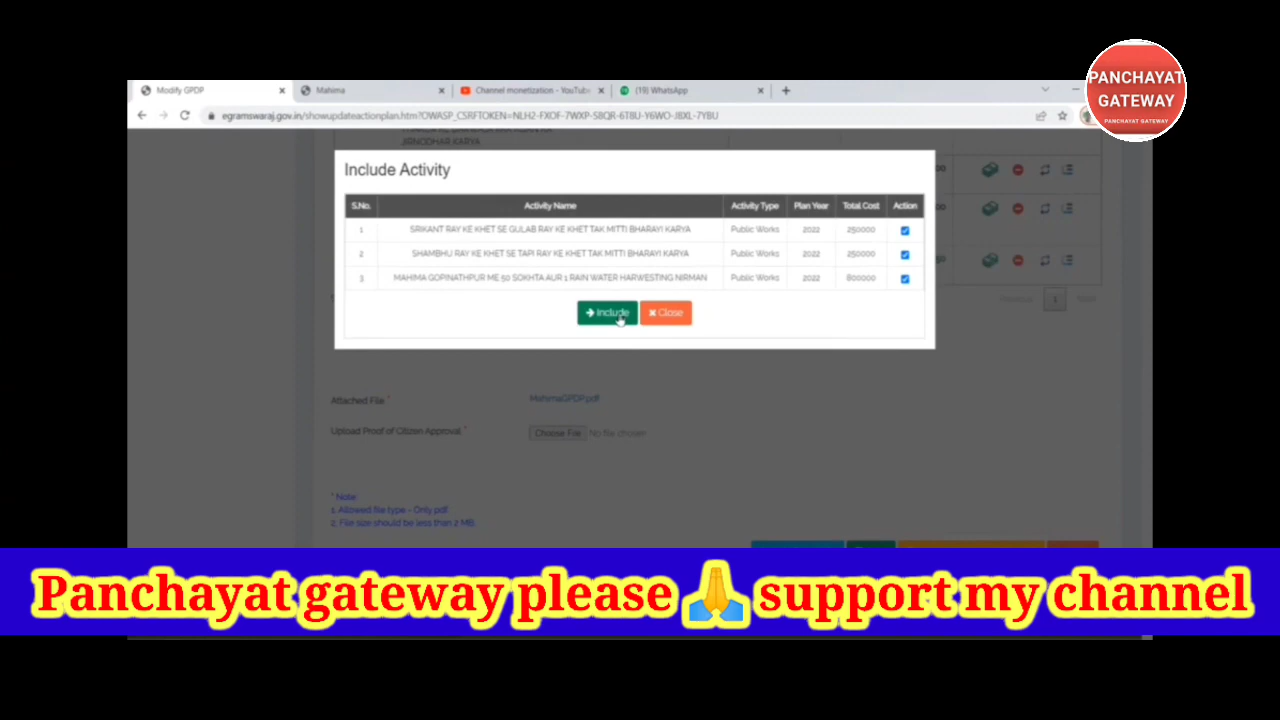 PANCHAYAT
GATEWAY
PANCHAYAT GATEWAY
Modify GPDP
Mahima
Channel monetization - YouTube
(19) WhatsApp
egramswaraj.gov.in/showupdateactionplan.htm?OWASP_CSRFTOKEN=NLH2-FXOF-7WXP-S8QR-6T8U-Y6WO-J8XL-7YBU
JIRNODHAR KARYA
Include Activity
S.No. Activity Name Activity Type Plan Year Total Cost Action
1 SRIKANT RAY KE KHET SE GULAB RAY KE KHET TAK MITTI BHARAYI KARYA Public Works 2022 250000
2 SHAMBHU RAY KE KHET SE TAPI RAY KE KHET TAK MITTI BHARAYI KARYA Public Works 2022 250000
3 MAHIMA GOPINATHPUR ME 50 SOKHTA AUR 1 RAIN WATER HARWESTING NIRMAN Public Works 2022 800000
Include Close
1
Attached File * MahimaGPDP.pdf
Upload Proof of Citizen Approval * Choose File No file chosen
* Note:
1. Allowed file type - Only pdf
2. File size should be less than 2 MB.
Panchayat gateway please 🙏 support my channel